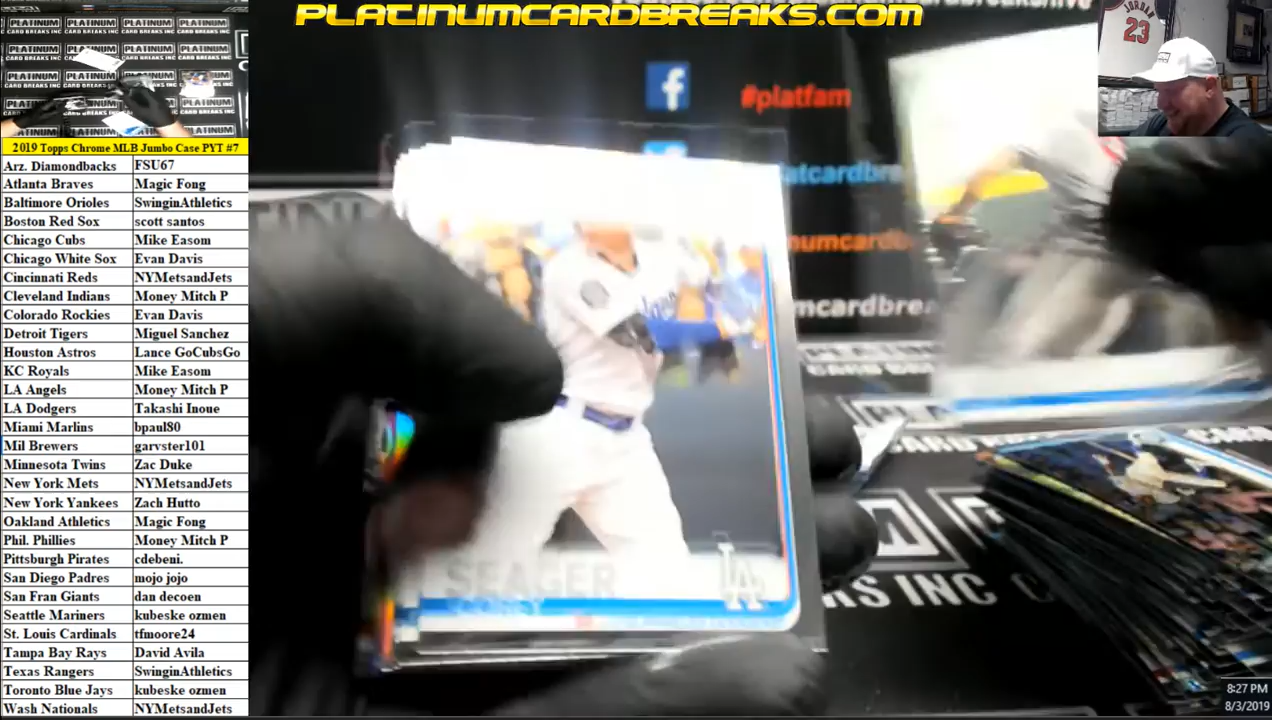 PLATINUMCARDBREAKS.COM
2019 Topps Chrome MLB Jumbo Case PYT #7
Arz. Diamondbacks FSU67
Atlanta Braves Magic Fong
Baltimore Orioles SwinginAthletics
Boston Red Sox scott santos
Chicago Cubs Mike Easom
Chicago White Sox Evan Davis
Cincinnati Reds NYMetsandJets
Cleveland Indians Money Mitch P
Colorado Rockies Evan Davis
Detroit Tigers Miguel Sanchez
Houston Astros Lance GoCubsGo
KC Royals Mike Easom
LA Angels Money Mitch P
LA Dodgers Takashi Inoue
Miami Marlins bpaul80
Mil Brewers garvster101
Minnesota Twins Zac Duke
New York Mets NYMetsandJets
New York Yankees Zach Hutto
Oakland Athletics Magic Fong
Phil. Phillies Money Mitch P
Pittsburgh Pirates cdebeni.
San Diego Padres mojo jojo
San Fran Giants dan decoen
Seattle Mariners kubeske ozmen
St. Louis Cardinals tfmoore24
Tampa Bay Rays David Avila
Texas Rangers SwinginAthletics
Toronto Blue Jays kubeske ozmen
Wash Nationals NYMetsandJets
#platfam
SEAGER
COREY
LA
JORDAN
23
8:27 PM
8/3/2019